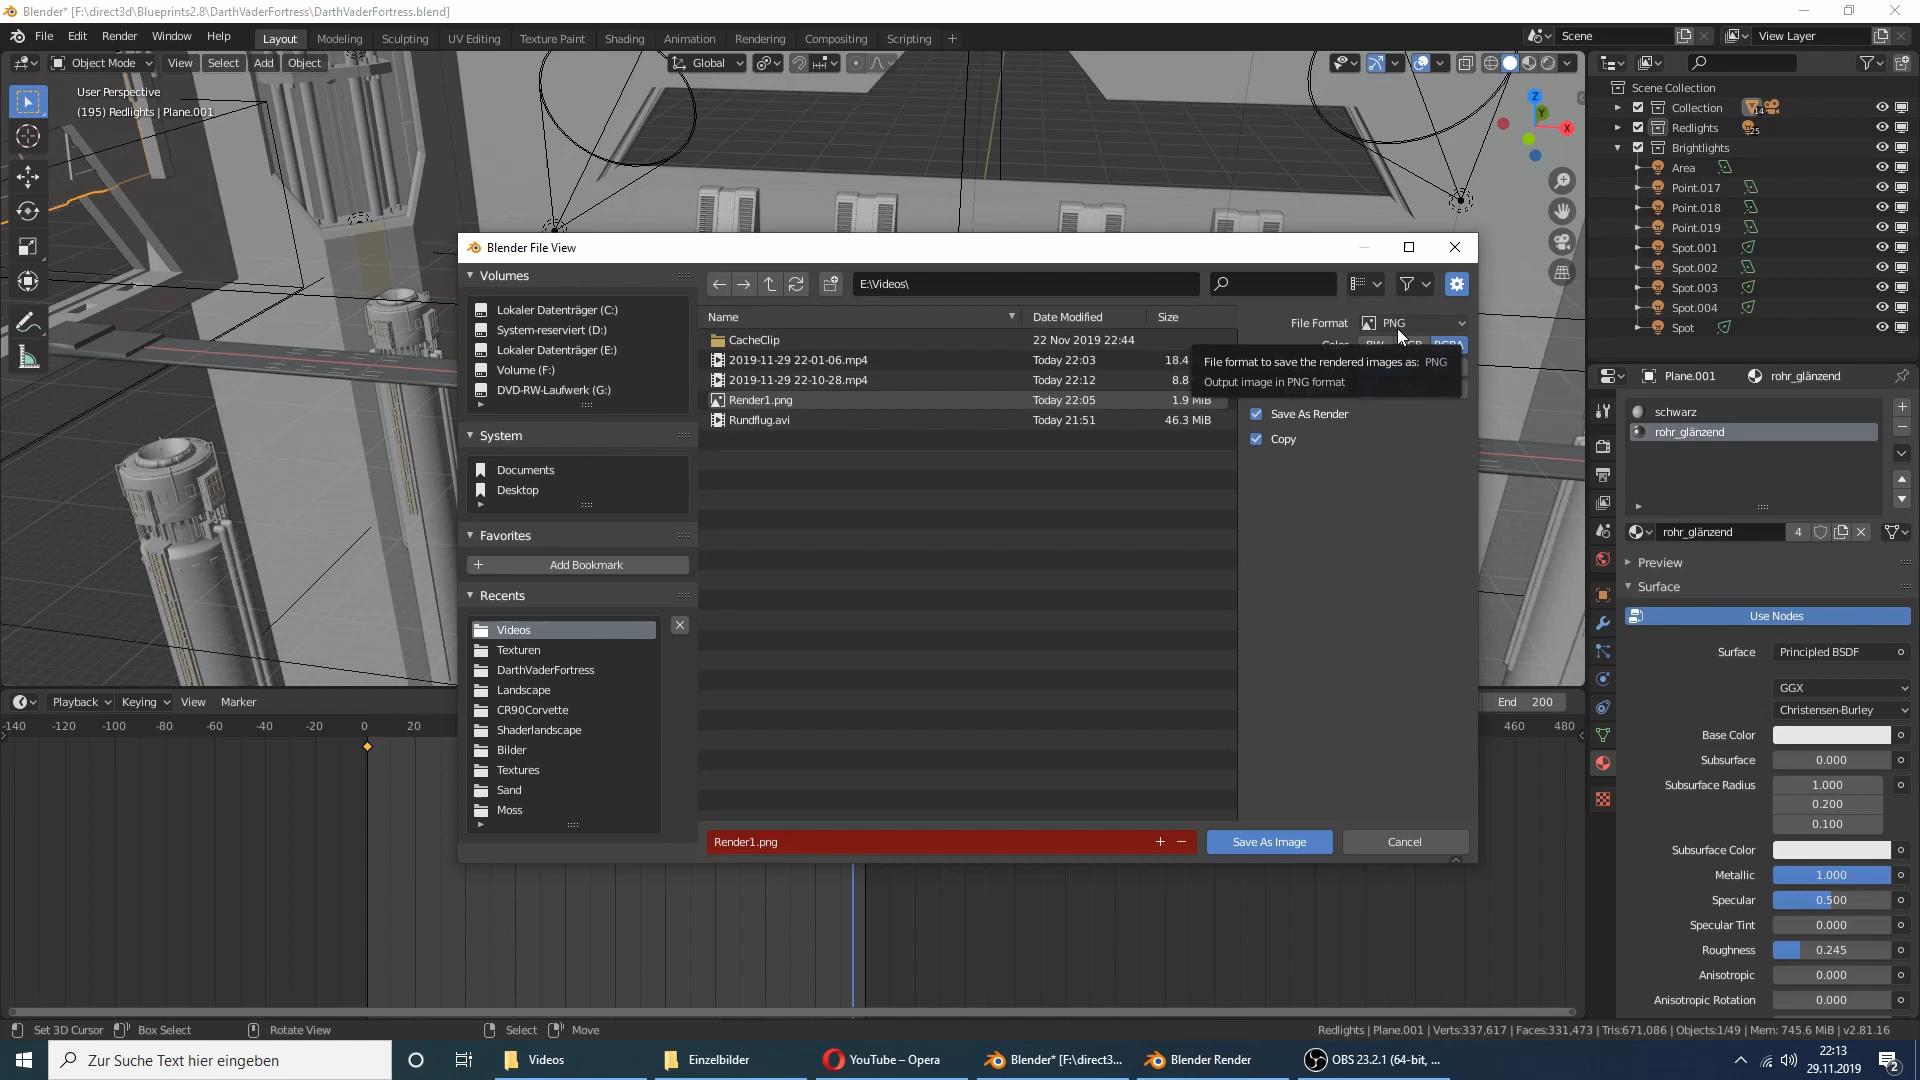 Blender* [F:\direct3d\Blueprints2.8\DarthVaderFortress\DarthVaderFortress.blend]
File Edit Render Window Help
Layout Modeling Sculpting UV Editing Texture Paint Shading Animation Rendering Compositing Scripting +
Scene
View Layer
Object Mode View Select Add Object
Global
User Perspective
(195) Redlights | Plane.001
Z
Y
X
Scene Collection
Collection 14
Redlights 25
Brightlights
Area
Point.017
Point.018
Point.019
Spot.001
Spot.002
Spot.003
Spot.004
Spot
Blender File View
Volumes
Lokaler Datenträger (C:)
System-reserviert (D:)
Lokaler Datenträger (E:)
Volume (F:)
DVD-RW-Laufwerk (G:)
System
Documents
Desktop
Favorites
Add Bookmark
Recents
Videos
Texturen
DarthVaderFortress
Landscape
CR90Corvette
Shaderlandscape
Bilder
Textures
Sand
Moss
E:\Videos\
Name Date Modified Size
CacheClip 22 Nov 2019 22:44
2019-11-29 22-01-06.mp4 Today 22:03 18.4
2019-11-29 22-10-28.mp4 Today 22:12 8.8
Render1.png Today 22:05 1.9 MiB
Rundflug.avi Today 21:51 46.3 MiB
File Format PNG
File format to save the rendered images as: PNG
Output image in PNG format
Save As Render
Copy
Render1.png
Save As Image
Cancel
Plane.001 rohr_glänzend
schwarz
rohr_glänzend
rohr_glänzend 4
Preview
Surface
Use Nodes
Surface Principled BSDF
GGX
Christensen-Burley
Base Color
Subsurface 0.000
Subsurface Radius 1.000
0.200
0.100
Subsurface Color
Metallic 1.000
Specular 0.500
Specular Tint 0.000
Roughness 0.245
Anisotropic 0.000
Anisotropic Rotation 0.000
Playback Keying View Marker
End 200
-140 -120 -100 -80 -60 -40 -20 0 20
460 480
Set 3D Cursor Box Select Rotate View Select Move
Redlights | Plane.001 | Verts:337,617 | Faces:331,473 | Tris:671,086 | Objects:1/49 | Mem: 745.6 MiB | v2.81.16
Zur Suche Text hier eingeben
Videos
Einzelbilder
YouTube – Opera
Blender* [F:\direct3...
Blender Render
OBS 23.2.1 (64-bit, ...
22:13
29.11.2019
2